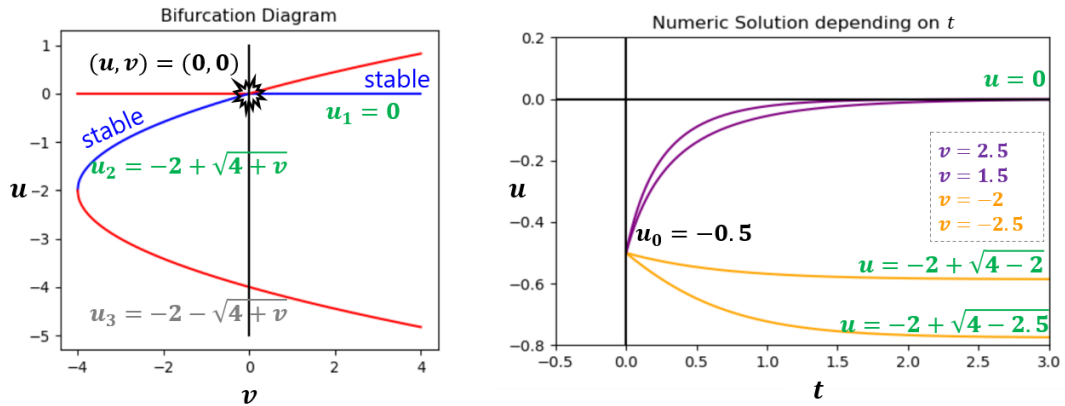 Bifurcation Diagram
(u, v) = (0, 0)
stable
stable
u₁ = 0
u₂ = −2 + √4 + v
u₃ = −2 − √4 + v
1
0
−1
−2
−3
−4
−5
u
−4
−2
0
2
4
v
Numeric Solution depending on t
u = 0
v = 2.5
v = 1.5
v = −2
v = −2.5
u₀ = −0.5
u = −2 + √4 − 2
u = −2 + √4 − 2.5
0.2
0.0
−0.2
−0.4
−0.6
−0.8
u
−0.5
0.0
0.5
1.0
1.5
2.0
2.5
3.0
t